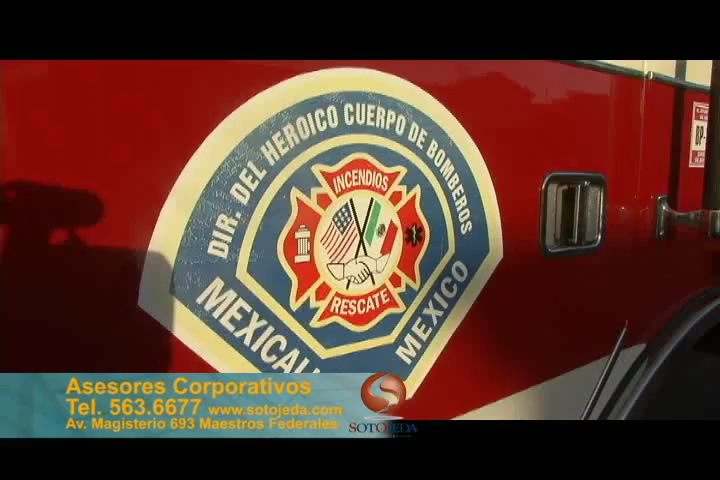 DIR. DEL HEROICO CUERPO DE BOMBEROS
INCENDIOS
RESCATE
MEXICALI
MEXICO
Asesores Corporativos
Tel. 563.6677 www.sotojeda.com
Av. Magisterio 693 Maestros Federales
SOTOJEDA